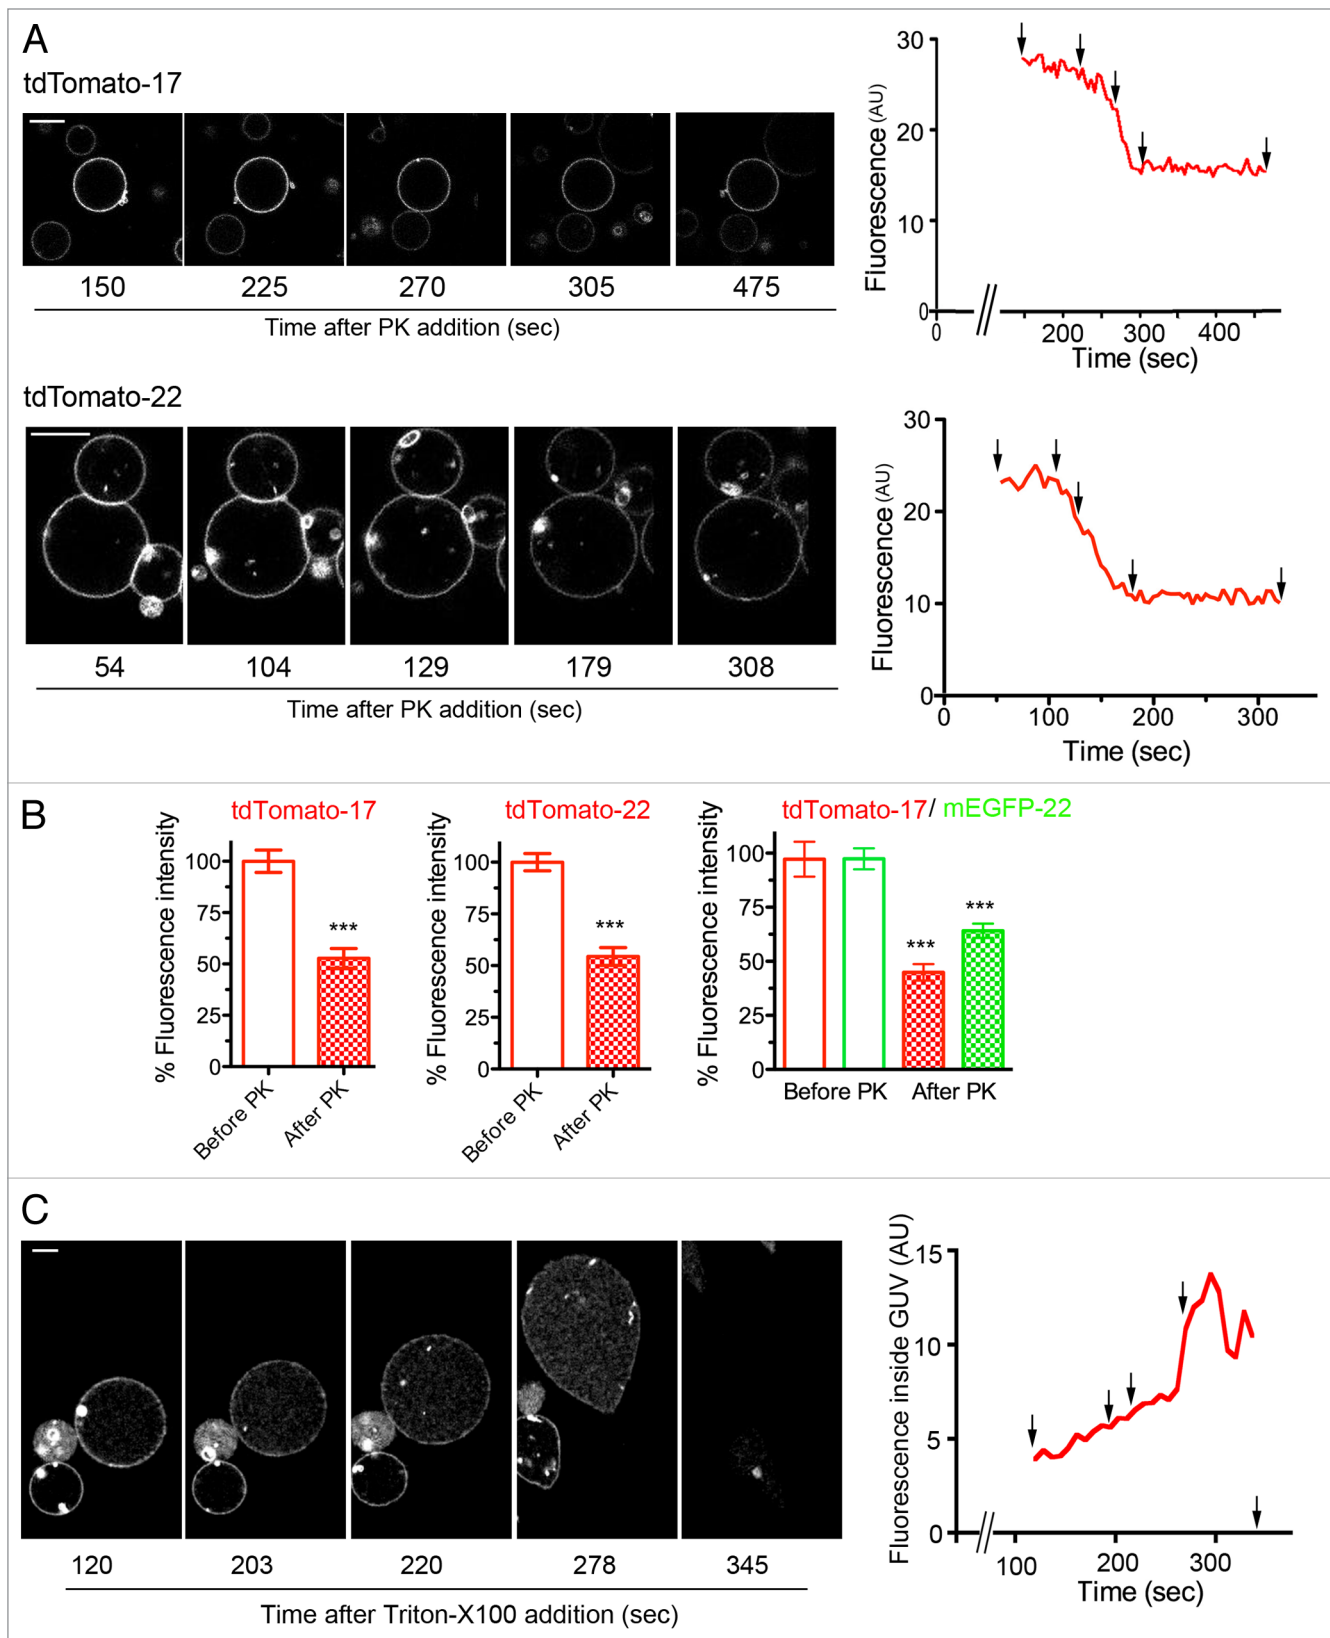 A
tdTomato-17
150 225 270 305 475
Time after PK addition (sec)
Fluorescence (AU)
30
20
10
0
0 200 300 400
Time (sec)
tdTomato-22
54 104 129 179 308
Time after PK addition (sec)
Fluorescence (AU)
30
20
10
0
0 100 200 300
Time (sec)
B
tdTomato-17
% Fluorescence intensity
100
75
50
25
0
***
Before PK After PK
tdTomato-22
% Fluorescence intensity
100
75
50
25
0
***
Before PK After PK
tdTomato-17/ mEGFP-22
% Fluorescence intensity
100
75
50
25
0
*** ***
Before PK After PK
C
120 203 220 278 345
Time after Triton-X100 addition (sec)
Fluorescence inside GUV (AU)
15
10
5
0
100 200 300
Time (sec)